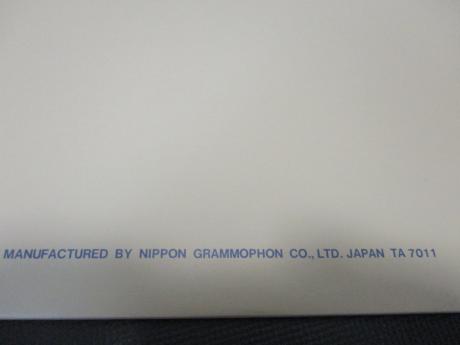 MANUFACTURED BY NIPPON GRAMMOPHON CO., LTD. JAPAN TA 7011